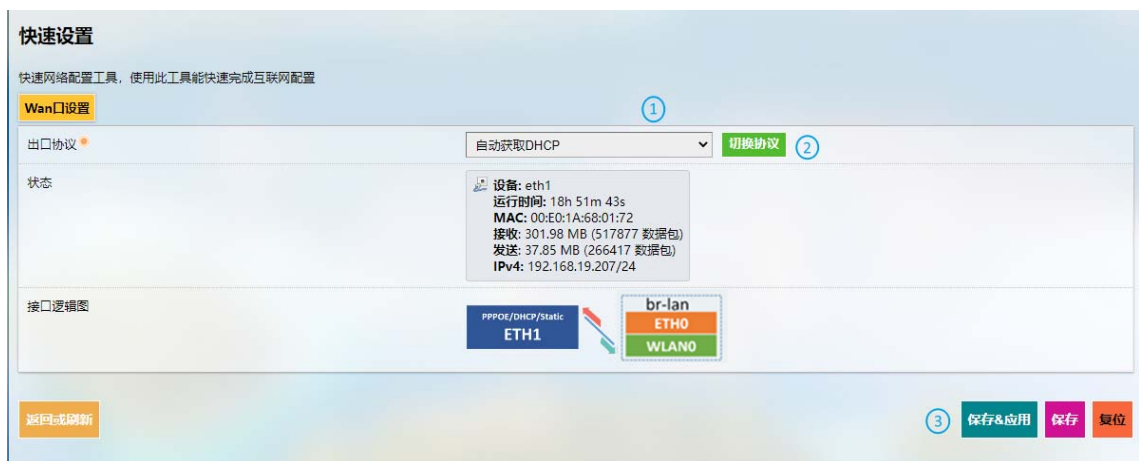 快速设置
快速网络配置工具，使用此工具能快速完成互联网配置
Wan口设置
①
出口协议
自动获取DHCP
切换协议 ②
状态
设备: eth1
运行时间: 18h 51m 43s
MAC: 00:E0:1A:68:01:72
接收: 301.98 MB (517877 数据包)
发送: 37.85 MB (266417 数据包)
IPv4: 192.168.19.207/24
接口逻辑图
PPPOE/DHCP/Static
ETH1
br-lan
ETH0
WLAN0
返回或刷新
③ 保存&应用 保存 复位